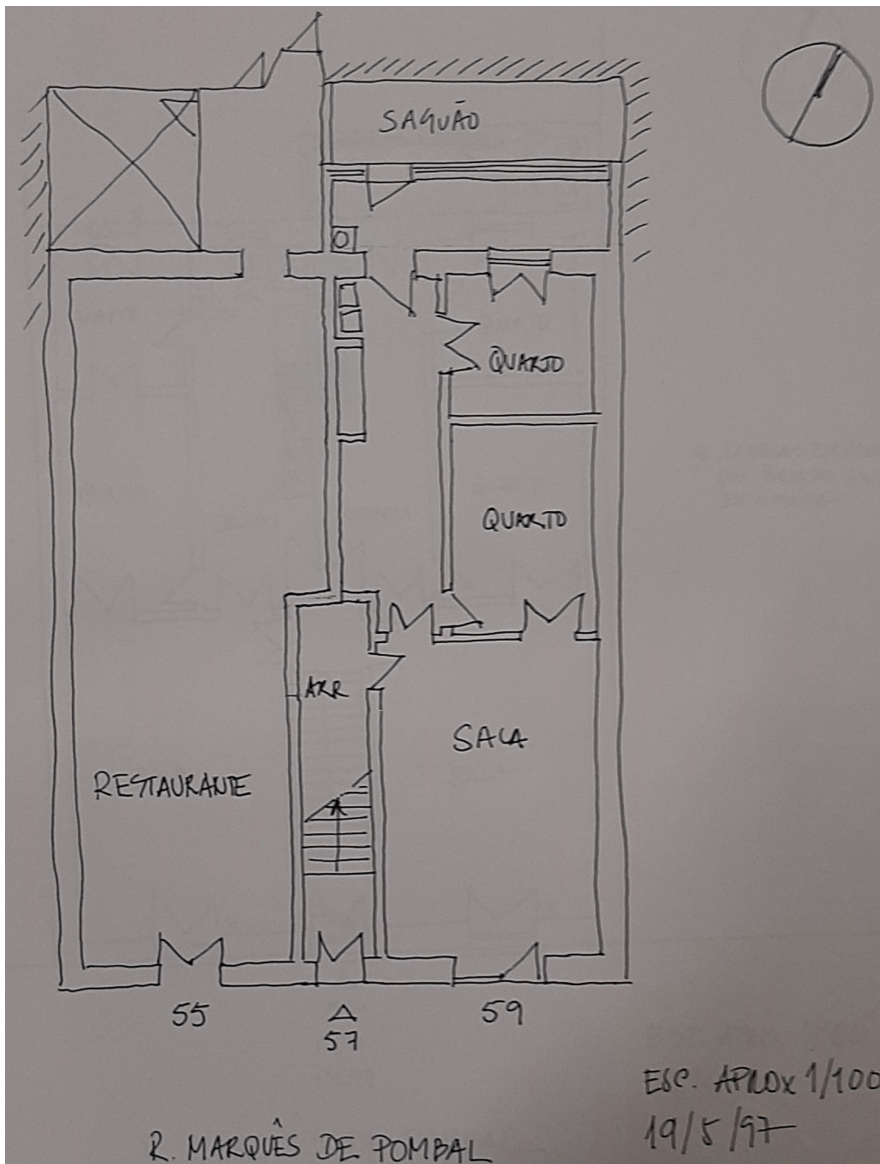 SAGUÃO
QUARTO
QUARTO
ARR
SALA
RESTAURANTE
55
57
59
ESC. APROX 1/100
19/5/97
R. MARQUÊS DE POMBAL